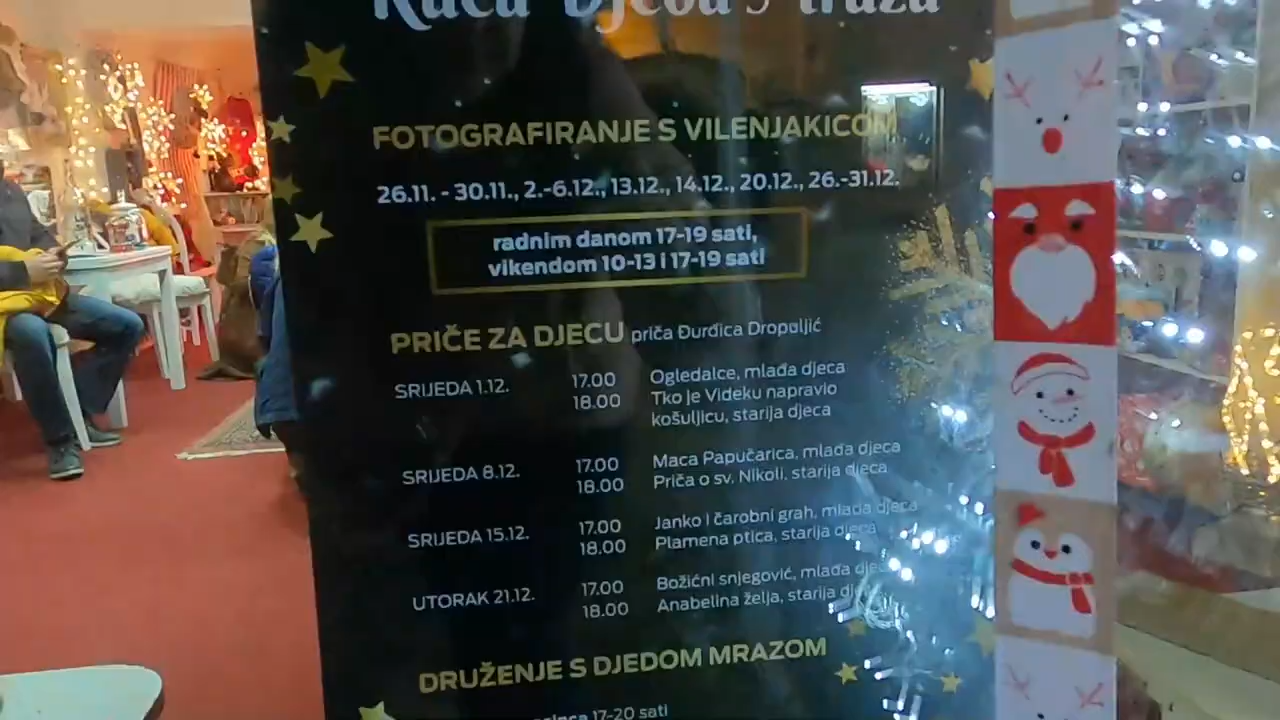 Kuća Djeda Mraza
FOTOGRAFIRANJE S VILENJAKICOM
26.11. - 30.11., 2.-6.12., 13.12., 14.12., 20.12., 26.-31.12.
radnim danom 17-19 sati,
vikendom 10-13 i 17-19 sati
PRIČE ZA DJECU priča Đurđica Dropuljić
SRIJEDA 1.12. 17.00 Ogledalce, mlađa djeca
18.00 Tko je Videku napravio
košuljicu, starija djeca
SRIJEDA 8.12. 17.00 Maca Papučarica, mlađa djeca
18.00 Priča o sv. Nikoli, starija djeca
SRIJEDA 15.12. 17.00 Janko i čarobni grah, mlađa djeca
18.00 Plamena ptica, starija djeca
UTORAK 21.12. 17.00 Božićni snjegović, mlađa djeca
18.00 Anabelina želja, starija
DRUŽENJE S DJEDOM MRAZOM
17-20 sati